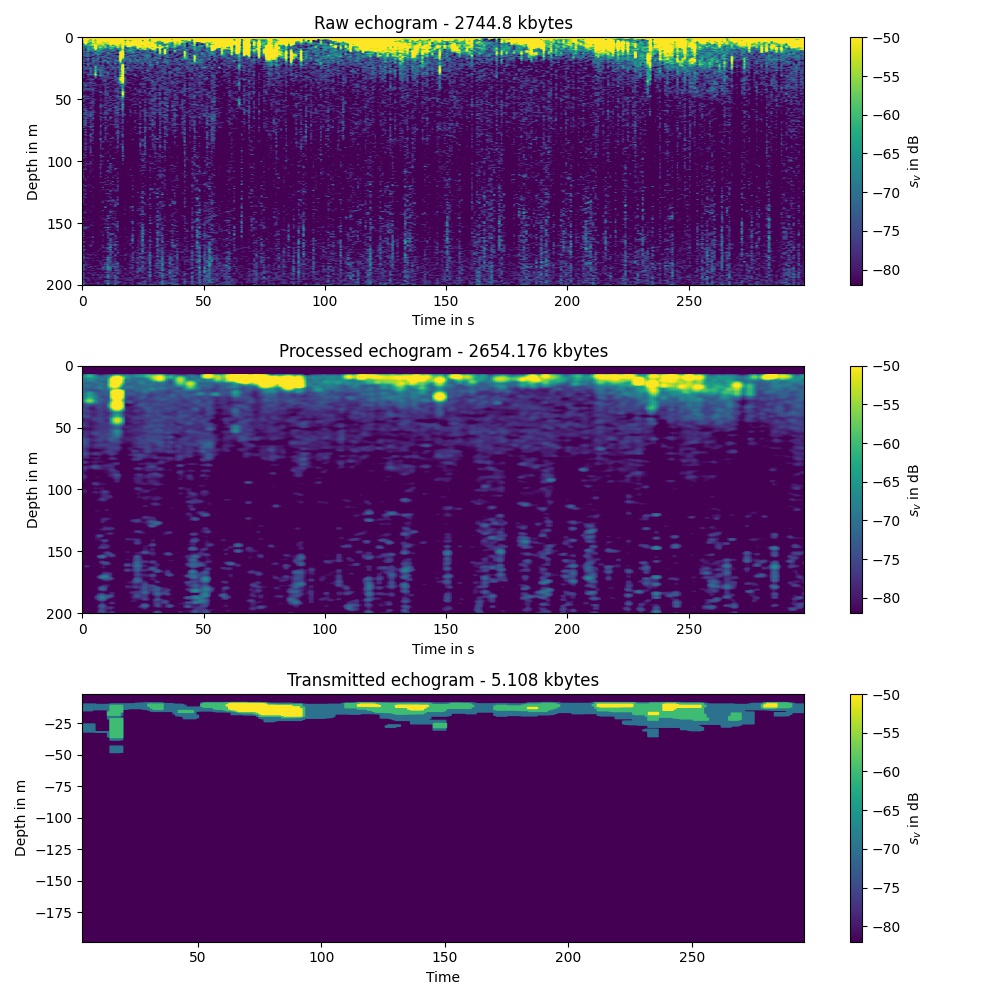 Raw echogram - 2744.8 kbytes
0
50
100
150
200
Depth in m
0 50 100 150 200 250
Time in s
−50
−55
−60
−65
−70
−75
−80
s_v in dB
Processed echogram - 2654.176 kbytes
0
50
100
150
200
Depth in m
0 50 100 150 200 250
Time in s
−50
−55
−60
−65
−70
−75
−80
s_v in dB
Transmitted echogram - 5.108 kbytes
−25
−50
−75
−100
−125
−150
−175
Depth in m
50 100 150 200 250
Time
−50
−55
−60
−65
−70
−75
−80
s_v in dB